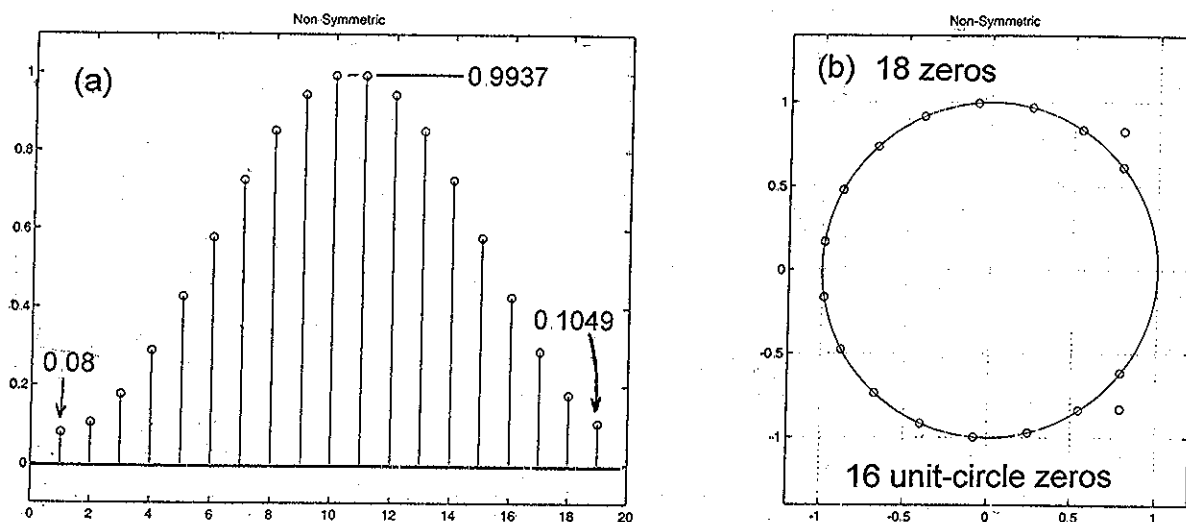 Non-Symmetric
(a)
0.9937
0.08
0.1049
1
0.8
0.6
0.4
0.2
0
0 2 4 6 8 10 12 14 16 18 20
Non-Symmetric
(b) 18 zeros
1
0.5
0
-0.5
-1
16 unit-circle zeros
-1 -0.5 0 0.5 1